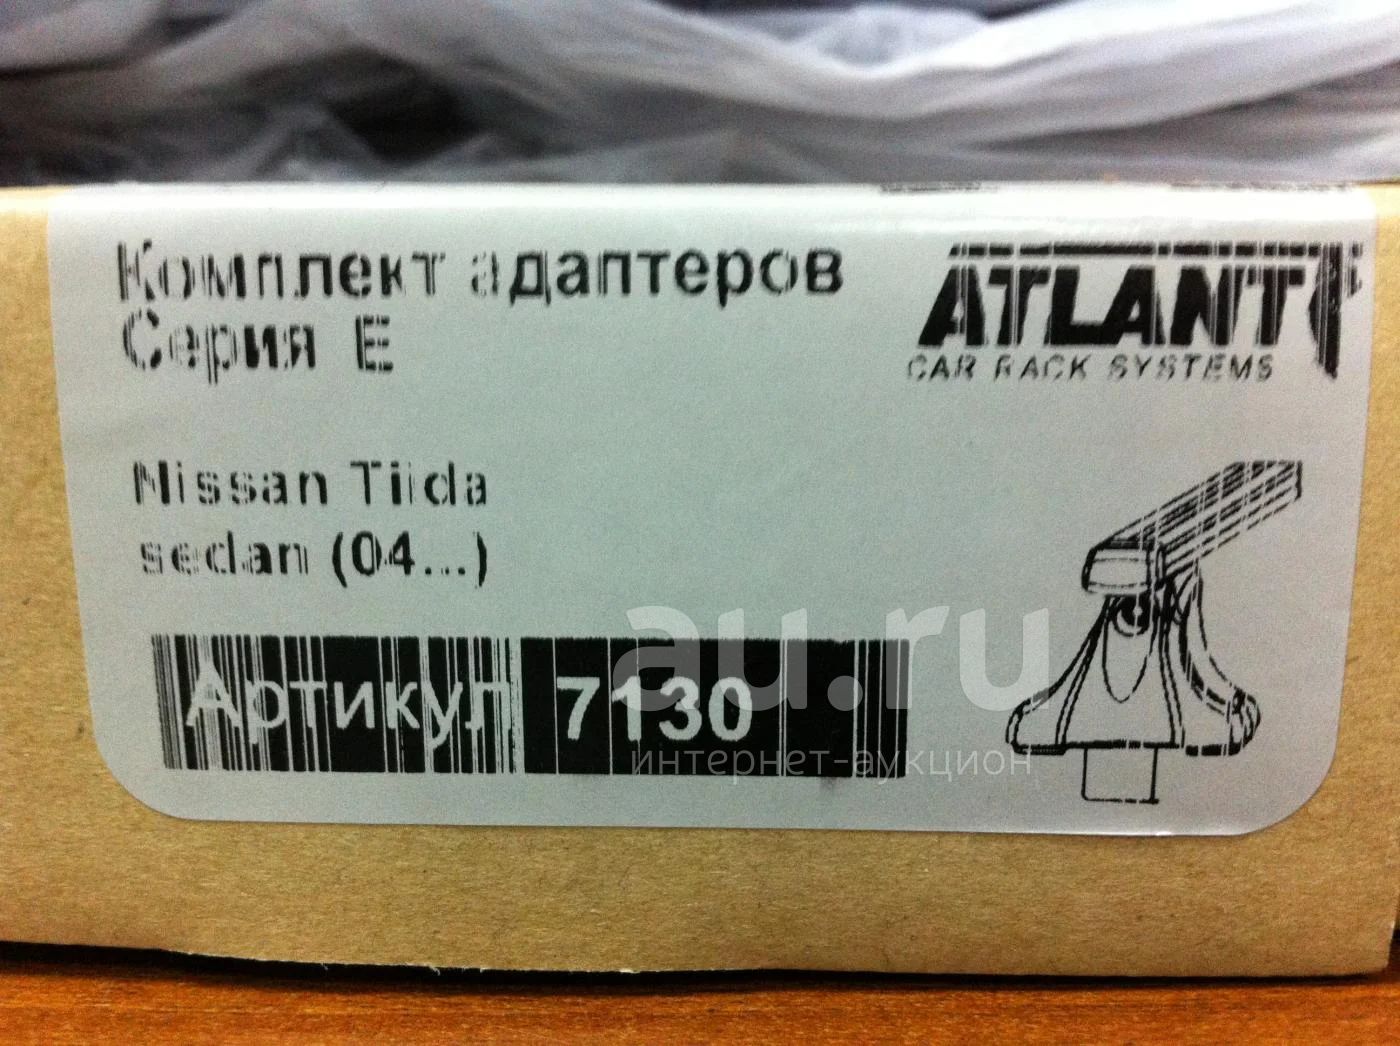 Комплект адаптеров
Серия E
ATLANT
CAR RACK SYSTEMS
Nissan Tiida
sedan (04...)
Артикул 7130
au.ru
интернет-аукцион